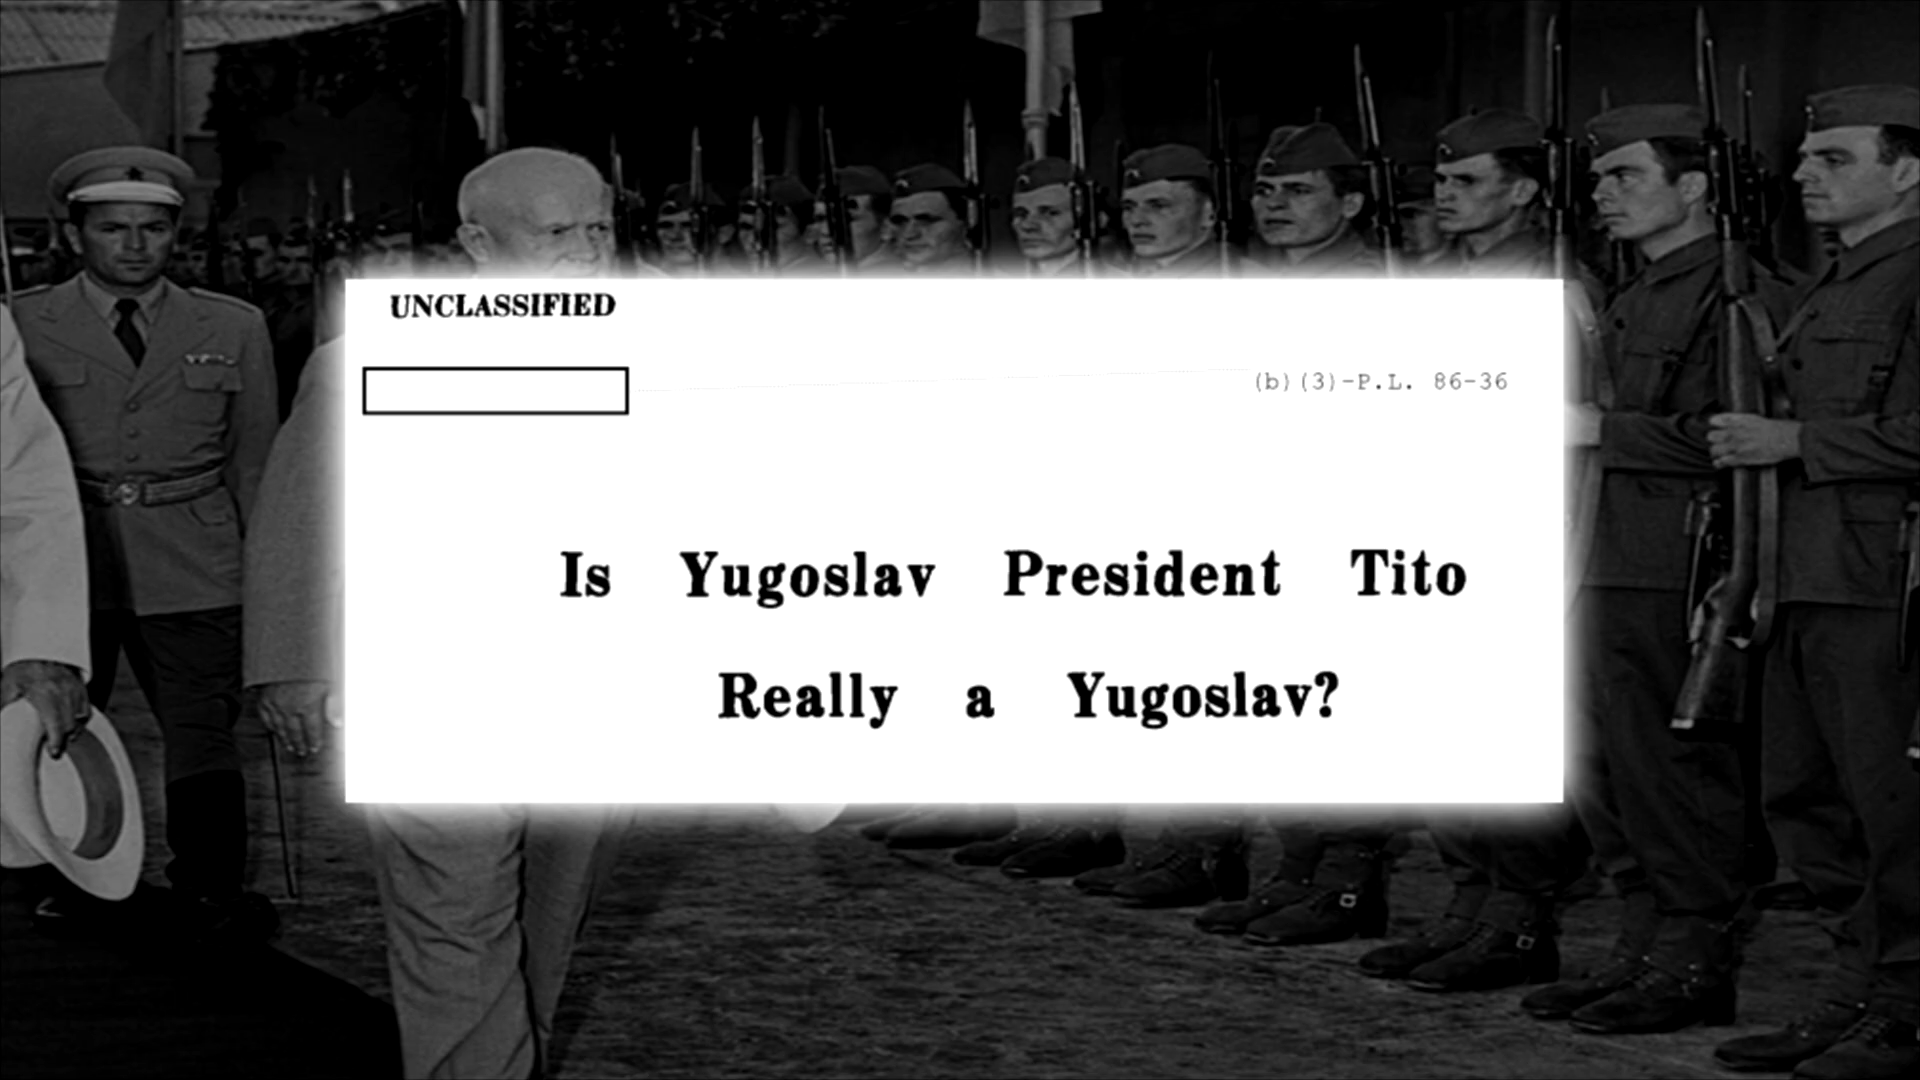 UNCLASSIFIED
(b)(3)-P.L. 86-36
Is Yugoslav President Tito
Really a Yugoslav?